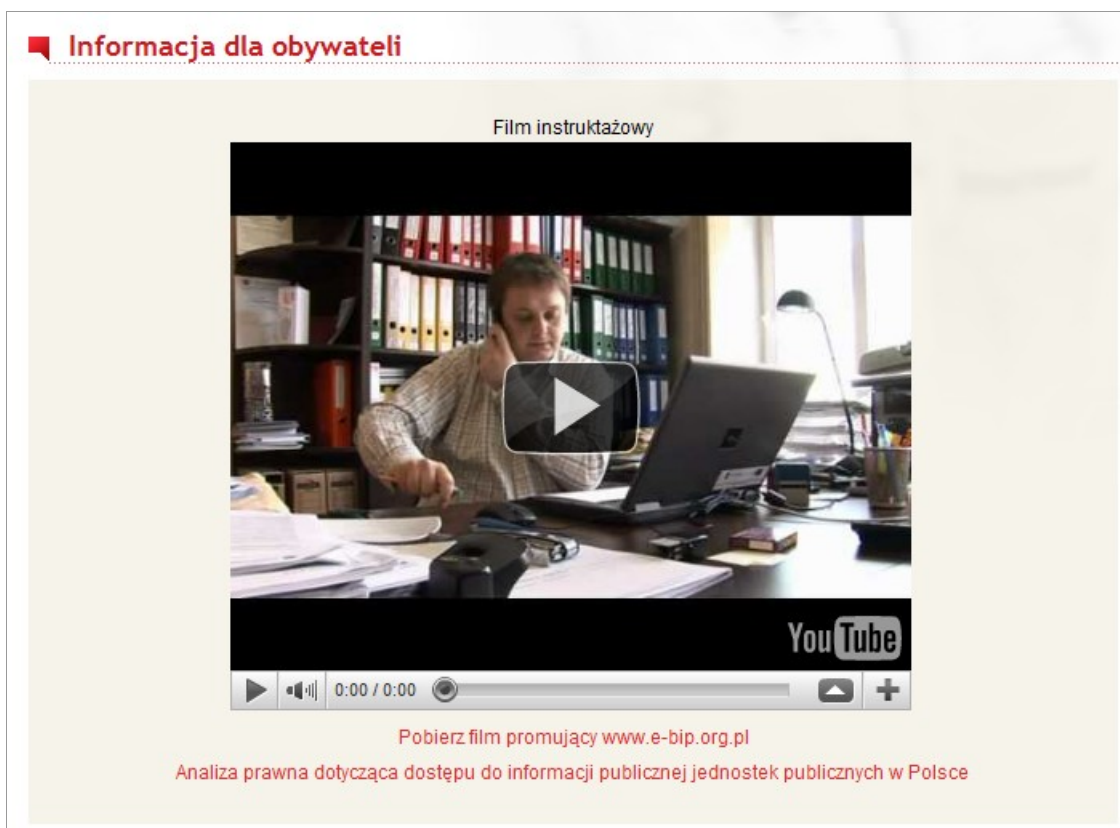 Informacja dla obywateli
Film instruktażowy
YouTube
0:00 / 0:00
Pobierz film promujący www.e-bip.org.pl
Analiza prawna dotycząca dostępu do informacji publicznej jednostek publicznych w Polsce